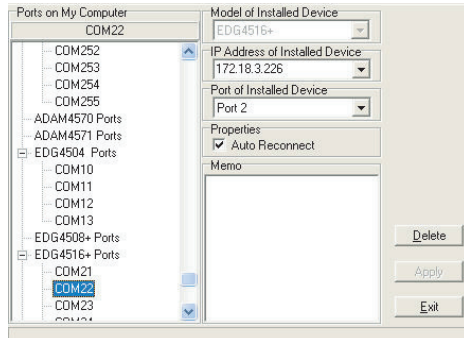 Ports on My Computer
COM22
COM252
COM253
COM254
COM255
ADAM4570 Ports
ADAM4571 Ports
EDG4504 Ports
COM10
COM11
COM12
COM13
EDG4508+ Ports
EDG4516+ Ports
COM21
COM22
COM23
COM24
Model of Installed Device
EDG4516+
IP Address of Installed Device
172.18.3.226
Port of Installed Device
Port 2
Properties
Auto Reconnect
Memo
Delete
Apply
Exit